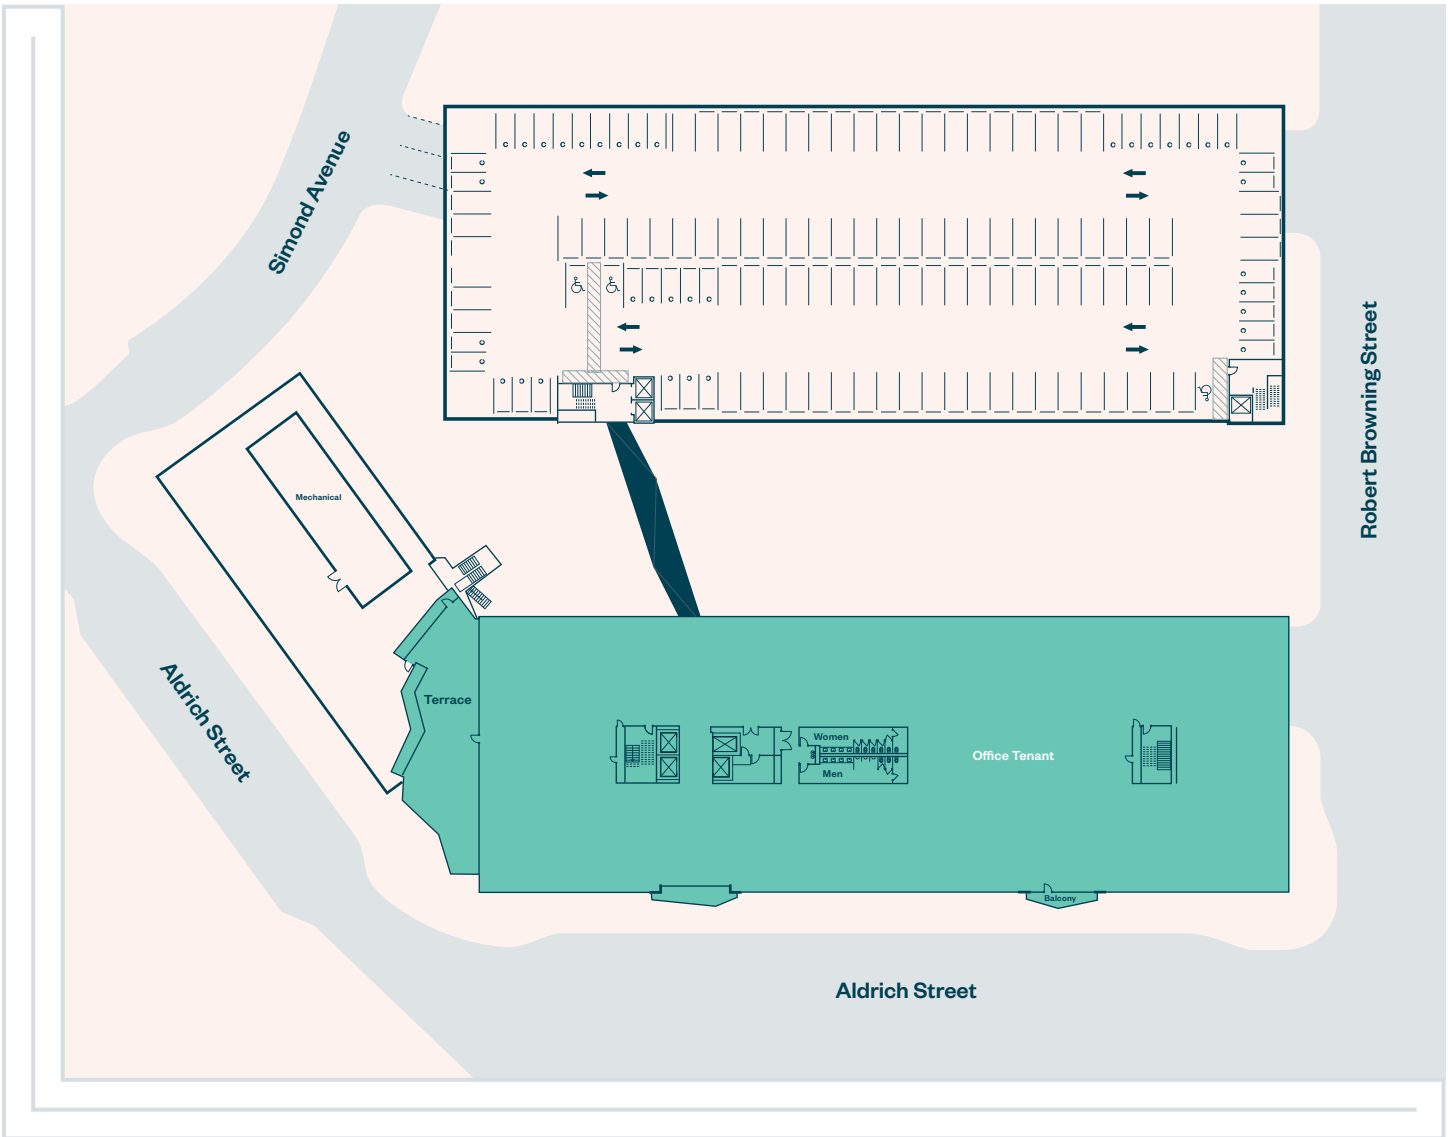 Simond Avenue
Robert Browning Street
Mechanical
Aldrich Street
Terrace
Women
Men
Office Tenant
Balcony
Aldrich Street